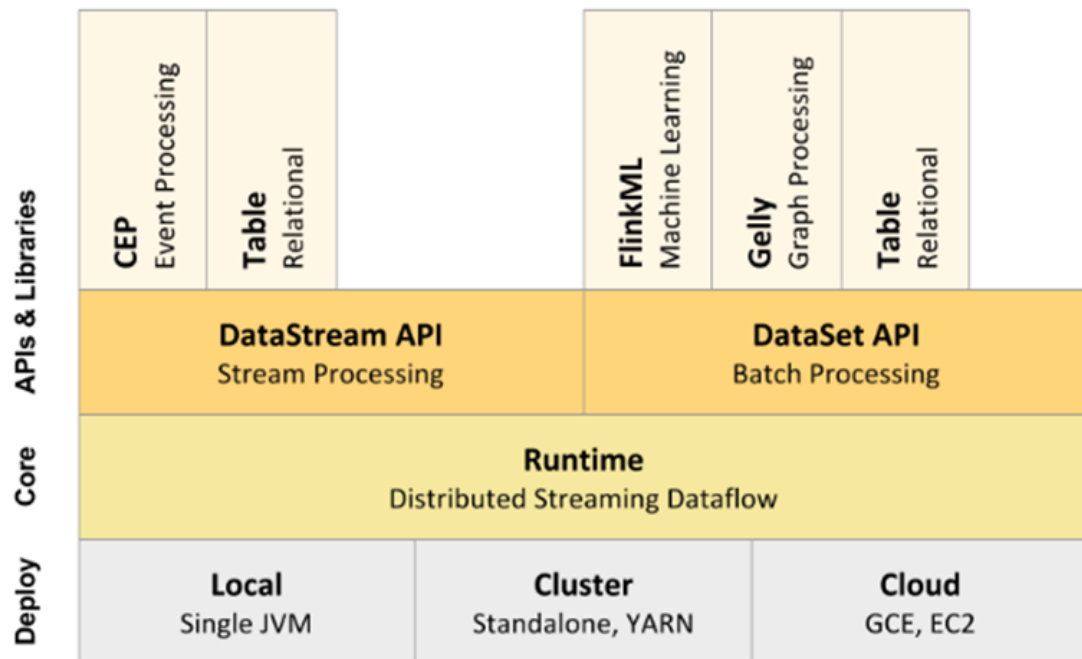 APIs & Libraries
CEP
Event Processing
Table
Relational
FlinkML
Machine Learning
Gelly
Graph Processing
Table
Relational
DataStream API
Stream Processing
DataSet API
Batch Processing
Core
Runtime
Distributed Streaming Dataflow
Deploy
Local
Single JVM
Cluster
Standalone, YARN
Cloud
GCE, EC2